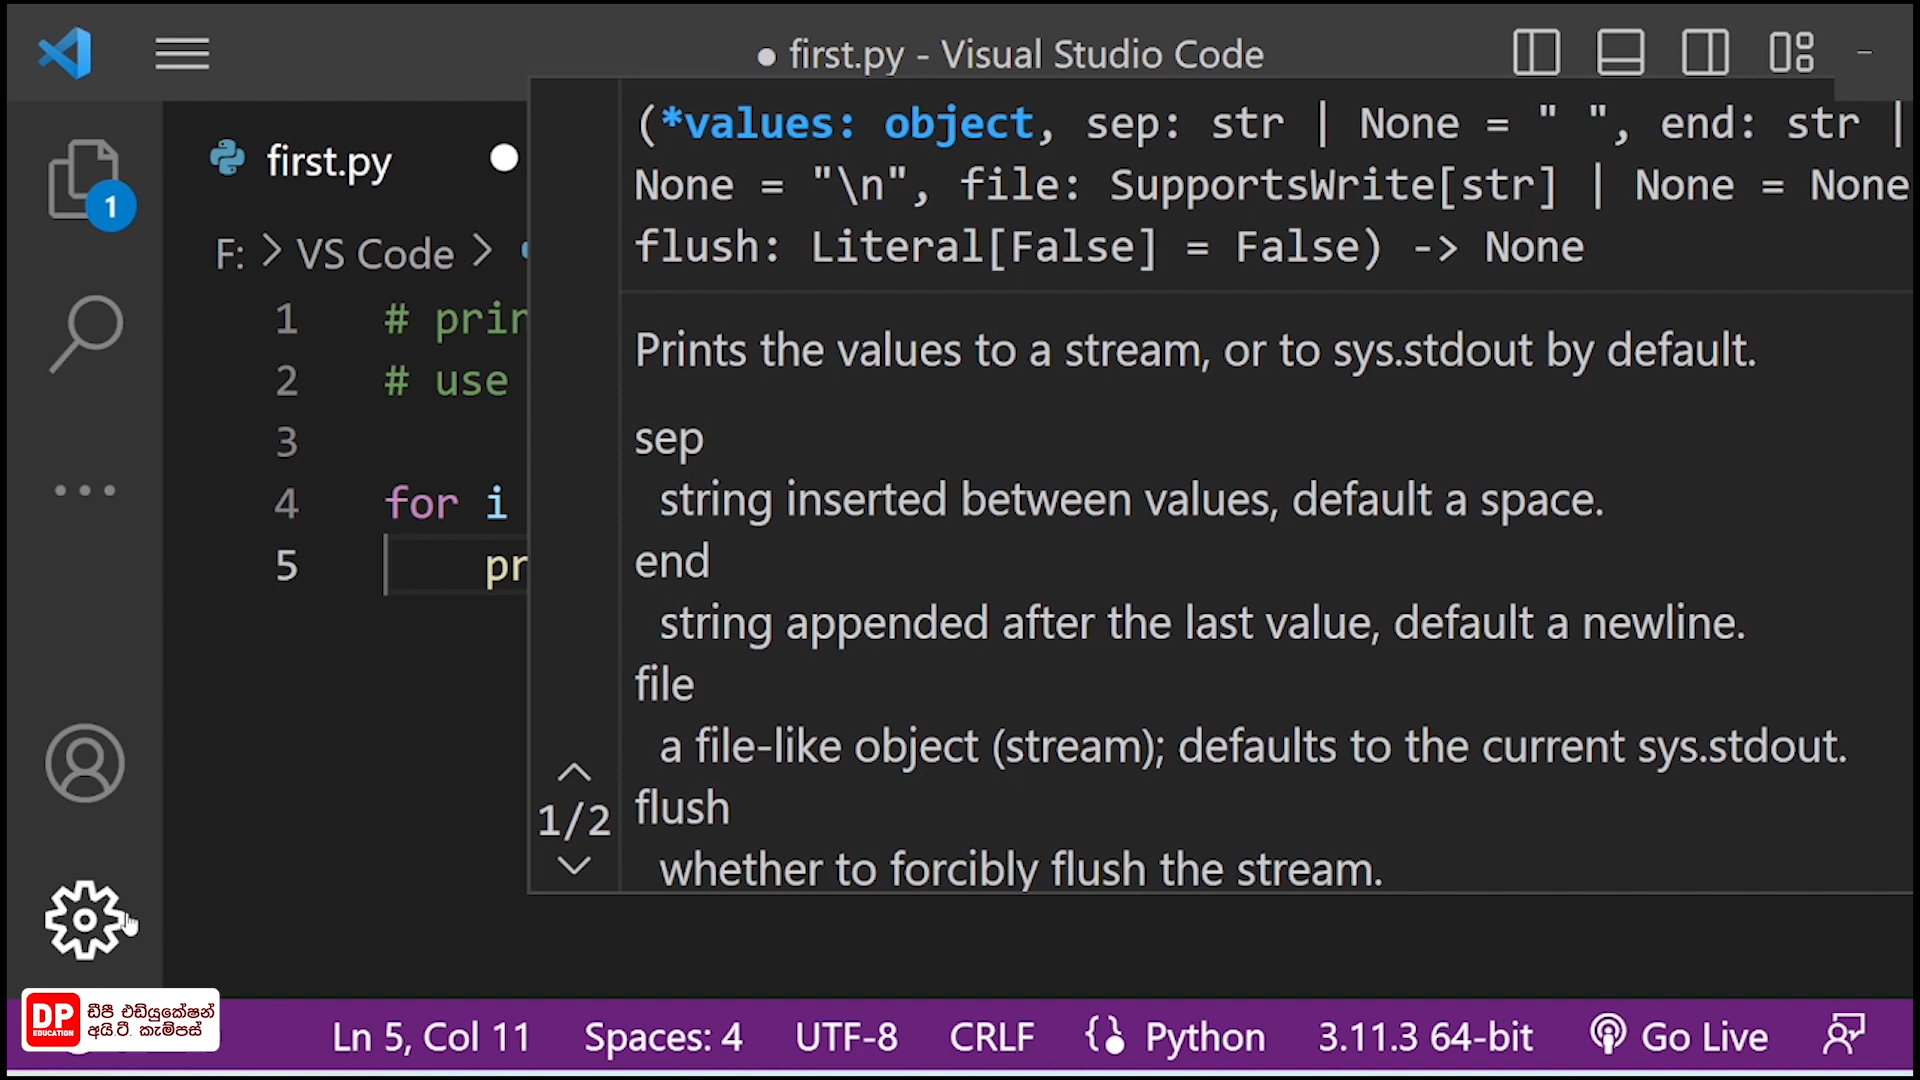 ● first.py - Visual Studio Code
first.py
1
F: > VS Code >
(*values: object, sep: str | None = " ", end: str |
None = "\n", file: SupportsWrite[str] | None = None
flush: Literal[False] = False) -> None
Prints the values to a stream, or to sys.stdout by default.
sep
string inserted between values, default a space.
end
string appended after the last value, default a newline.
file
a file-like object (stream); defaults to the current sys.stdout.
flush
whether to forcibly flush the stream.
1/2
1 # prin
2 # use
3
4 for i
5 pr
DP
EDUCATION
ඩීපී එඩියුකේෂන්
අයි.ටී. කැම්පස්
Ln 5, Col 11 Spaces: 4 UTF-8 CRLF Python 3.11.3 64-bit Go Live